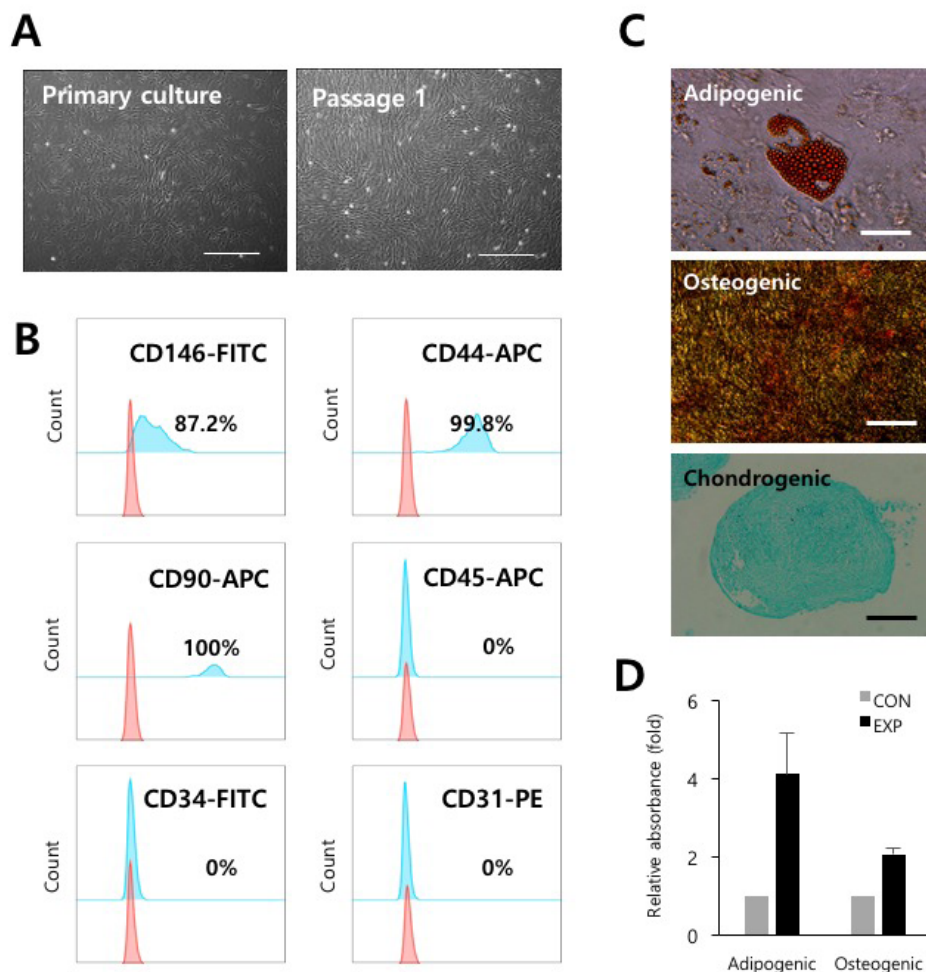 A
Primary culture
Passage 1
B
CD146-FITC
87.2%
Count
CD44-APC
99.8%
Count
CD90-APC
100%
Count
CD45-APC
0%
Count
CD34-FITC
0%
Count
CD31-PE
0%
Count
C
Adipogenic
Osteogenic
Chondrogenic
D
CON
EXP
Relative absorbance (fold)
6
4
2
0
Adipogenic
Osteogenic